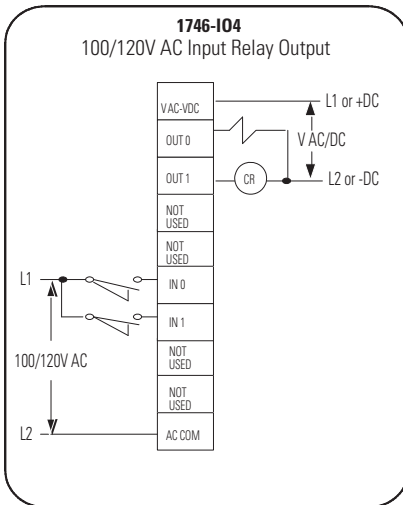 1746-IO4
100/120V AC Input Relay Output
VAC-VDC
L1 or +DC
OUT 0
V AC/DC
OUT 1
CR
L2 or -DC
NOT
USED
NOT
USED
L1
IN 0
IN 1
100/120V AC
NOT
USED
NOT
USED
L2
AC COM